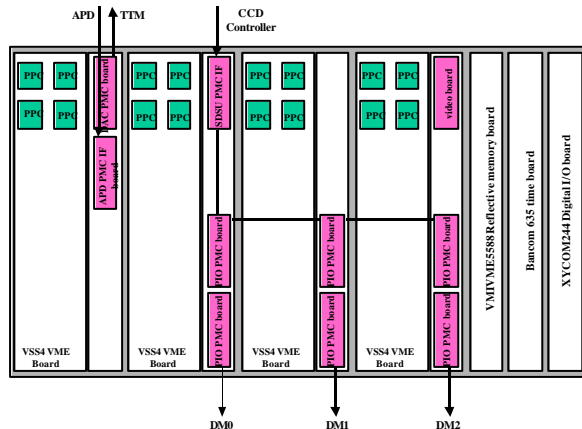 APD TTM
CCD
Controller
PPC PPC
PPC PPC
DAC PMC board
APD PMC IF
board
PPC PPC
PPC PPC
SDSU PMC IF
PPC PPC
PPC PPC
PPC PPC
PPC PPC
video board
VMIVME5588 Reflective memory board
Bancom 635 time board
XYCOM244 Digital I/O board
PIO PMC board
PIO PMC board
PIO PMC board
PIO PMC board
PIO PMC board
PIO PMC board
VSS4 VME
Board
VSS4 VME
Board
VSS4 VME
Board
VSS4 VME
Board
DM0
DM1
DM2